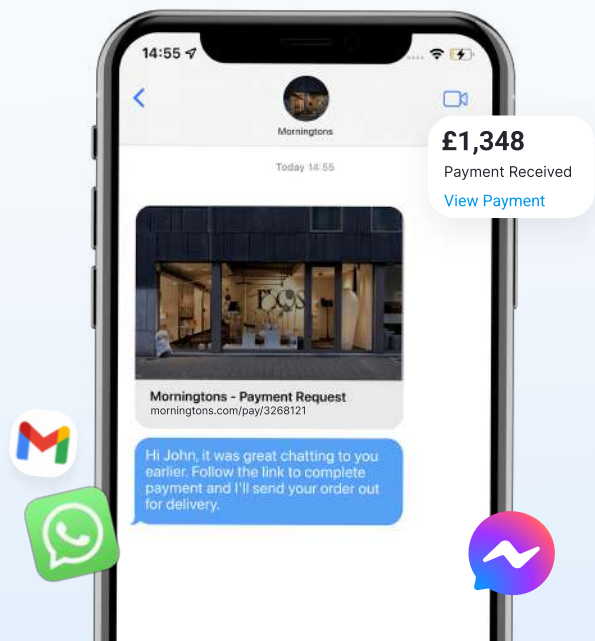 14:55
Morningtons
£1,348
Payment Received
View Payment
Today 14:55
Morningtons - Payment Request
morningtons.com/pay/3268121
Hi John, it was great chatting to you
earlier. Follow the link to complete
payment and I'll send your order out
for delivery.